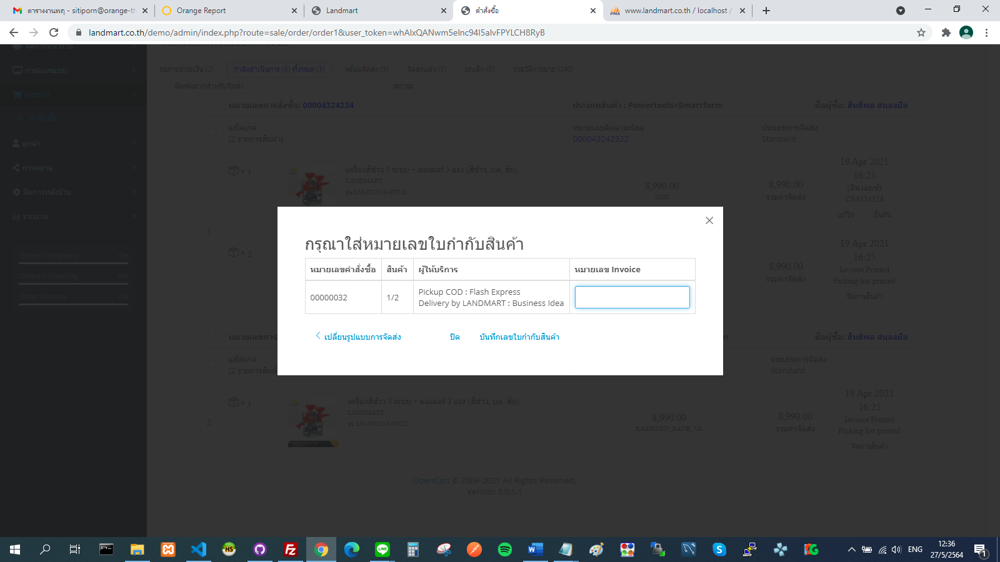 ตารางงานพฤ - sitiporn@orange-th
Orange Report
Landmart
คำสั่งซื้อ
www.landmart.co.th / localhost /
landmart.co.th/demo/admin/index.php?route=sale/order/order1&user_token=whAlxQANwm5eInc94I5aIvFPYLCH8RyB
จัดการหน้าร้าน
การออกแบบ
การขาย
คำสั่งซื้อ
ลูกค้า
การตลาด
จัดการหลังร้าน
รายงาน
Orders Completed 0%
Orders Processing 0%
Other Statuses 0%
รอการชำระเงิน (2) กำลังดำเนินการ (0) ทั้งหมด (3) พร้อมจัดส่ง (3) จัดส่งแล้ว (1) ยกเลิก (0) ประวัติการขาย (140)
พิมพ์ฉลากสำหรับจัดส่ง สถานะ
หมายเลขการสั่งซื้อ: 00004324234 ประเภทสินค้า : Powertools+Smartfarm ชื่อผู้ซื้อ: สิทธิพล สนองมือ
แพ็คเกจ หมายเลขติดตามพัสดุ ประเภทการจัดส่ง
(2 รายการสินค้า) 000043242322 Standard
1
+ 1
เครื่องสีข้าว 3 ระบบ – มอเตอร์ 3 แรง (สีข้าว, บด, สับ)
LANDMART
รุ่น LM-6N2018-9FC21
8,990.00
COD
8,990.00
รวมค่าจัดส่ง
19 Apr 2021
16:25
(อินวอยซ์)
CS4324324
แก้ไข ยืนยัน
+ 2
8,990.00
รวมค่าจัดส่ง
19 Apr 2021
16:25
Invoice Printed
Picking list printed
จัดการสินค้า
กรุณาใส่หมายเลขใบกำกับสินค้า
หมายเลขคำสั่งซื้อ สินค้า ผู้ให้บริการ หมายเลข Invoice
00000032 1/2 Pickup COD : Flash Express
Delivery by LANDMART : Business Idea
เปลี่ยนรูปแบบการจัดส่ง ปิด บันทึกเลขใบกำกับสินค้า
ชื่อผู้ซื้อ: สิทธิพล สนองมือ
แพ็คเกจ ประเภทการจัดส่ง
Standard
2
+ 1
เครื่องสีข้าว 3 ระบบ – มอเตอร์ 3 แรง (สีข้าว, บด, สับ)
LANDMART
รุ่น LM-6N2018-9FC21
8,990.00
KASIKORN_BANK_VA
8,990.00
รวมค่าจัดส่ง
19 Apr 2021
16:25
Invoice Printed
Picking list printed
จัดการสินค้า
OpenCart © 2009-2021 All Rights Reserved.
Version 3.0.1.1
ENG
12:36
27/5/2564
1